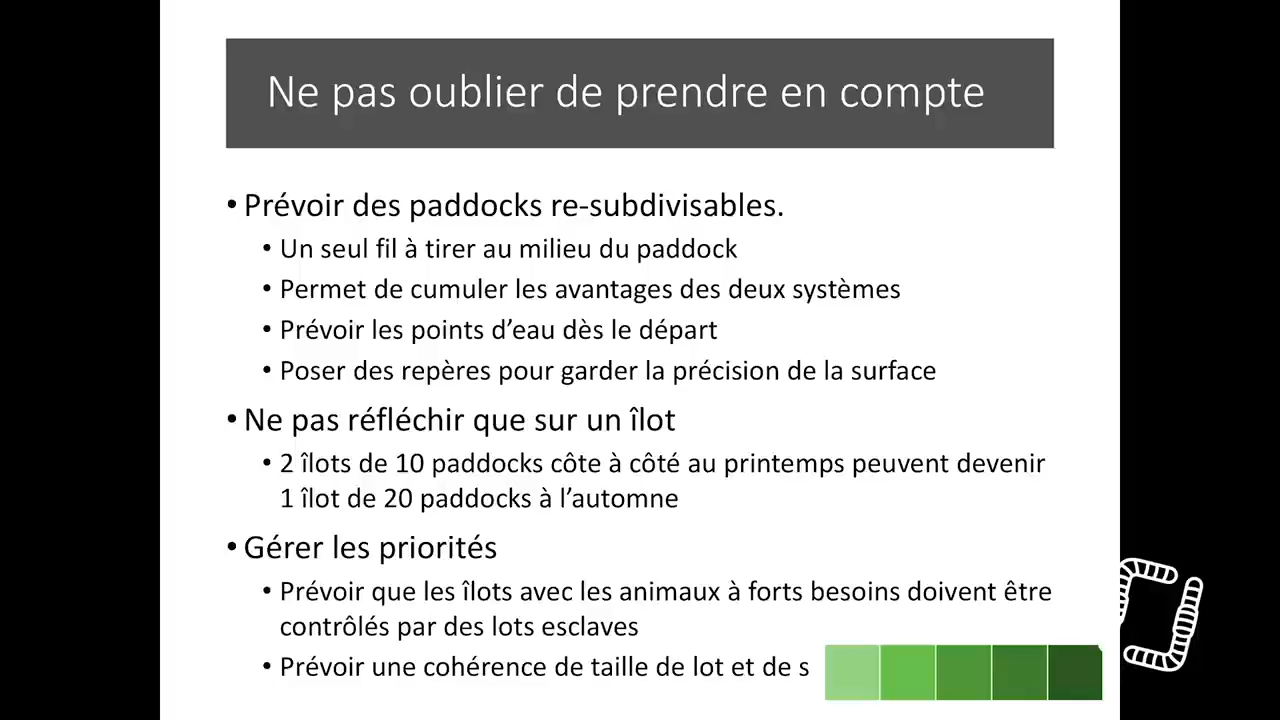 Ne pas oublier de prendre en compte
• Prévoir des paddocks re-subdivisables.
• Un seul fil à tirer au milieu du paddock
• Permet de cumuler les avantages des deux systèmes
• Prévoir les points d’eau dès le départ
• Poser des repères pour garder la précision de la surface
• Ne pas réfléchir que sur un îlot
• 2 îlots de 10 paddocks côte à côté au printemps peuvent devenir
1 îlot de 20 paddocks à l’automne
• Gérer les priorités
• Prévoir que les îlots avec les animaux à forts besoins doivent être
contrôlés par des lots esclaves
• Prévoir une cohérence de taille de lot et de